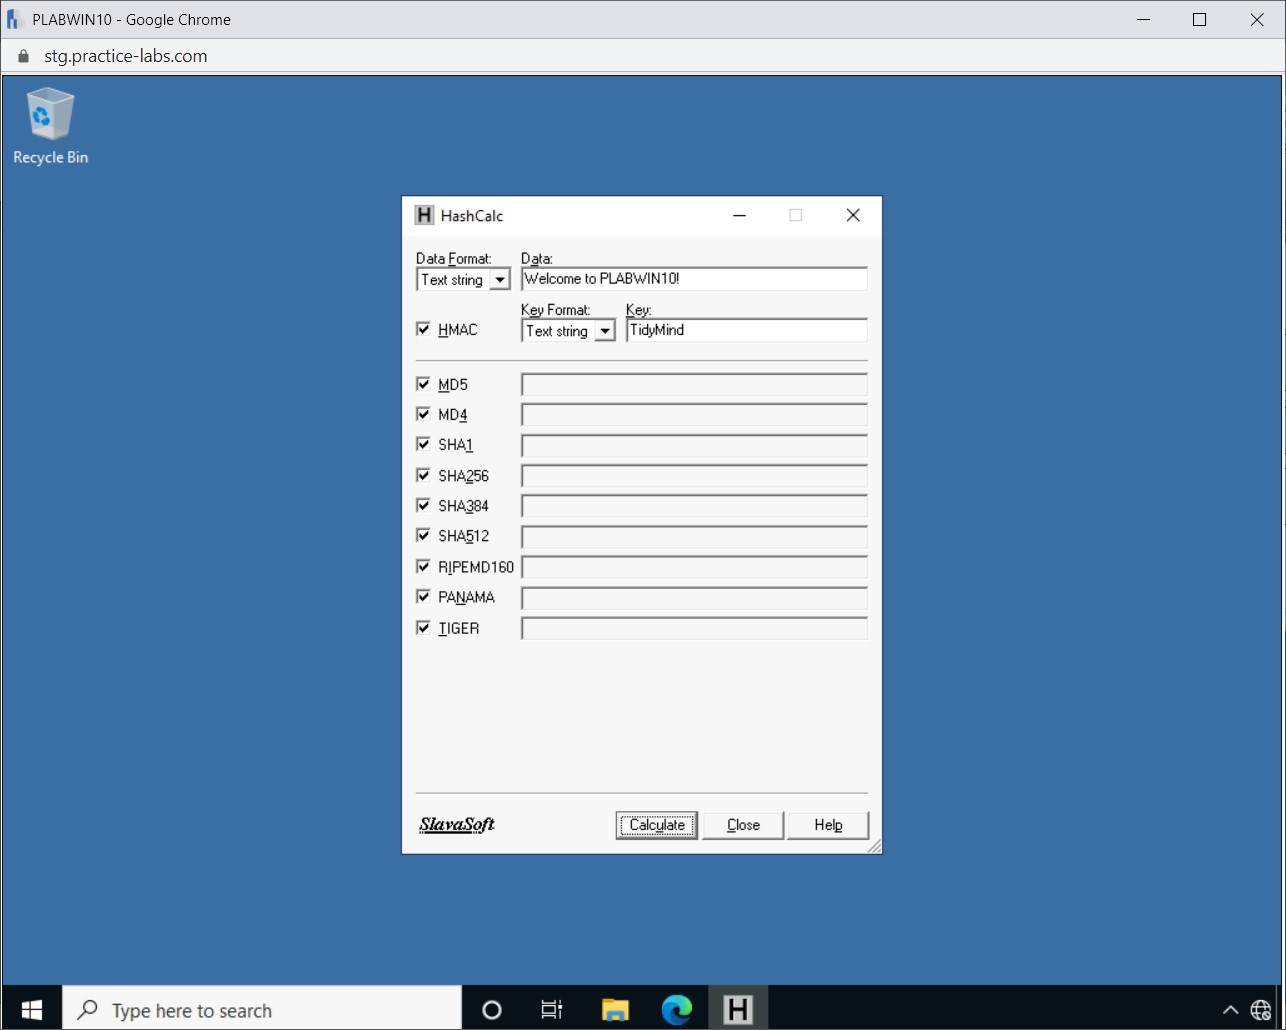 PLABWIN10 - Google Chrome
stg.practice-labs.com
Recycle Bin
H HashCalc
Data Format: Data:
Text string Welcome to PLABWIN10!
Key Format: Key:
HMAC Text string TidyMind
MD5
MD4
SHA1
SHA256
SHA384
SHA512
RIPEMD160
PANAMA
TIGER
SlavaSoft Calculate Close Help
Type here to search H